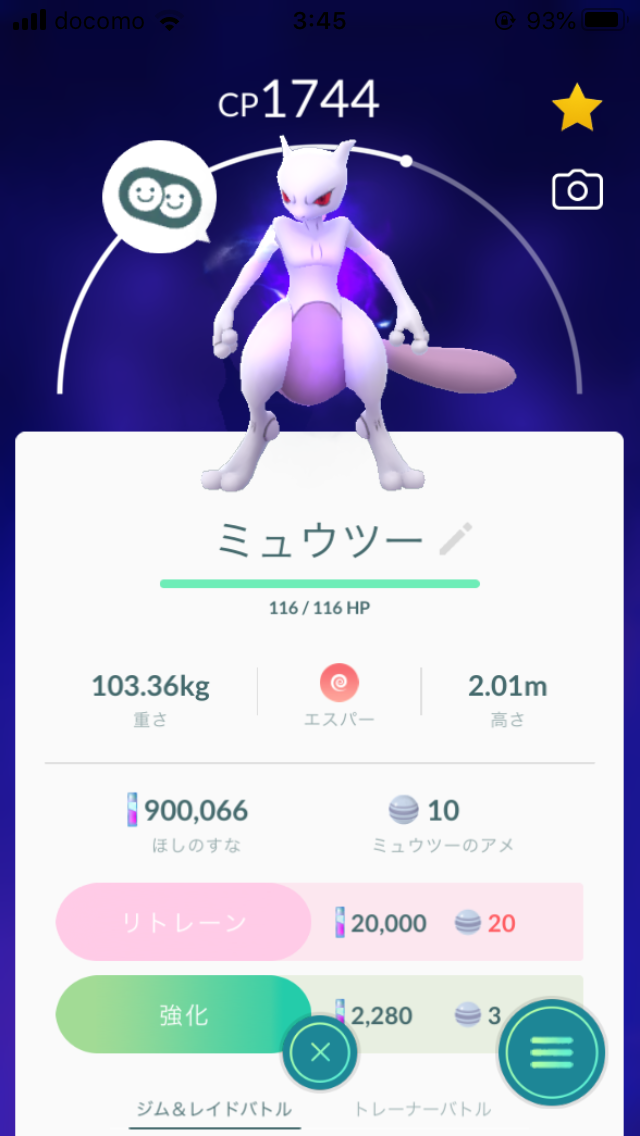 docomo 3:45 93%
CP1744
ミュウツー
116 / 116 HP
103.36kg エスパー 2.01m
重さ 高さ
900,066 10
ほしのすな ミュウツーのアメ
リトレーン 20,000 20
強化 2,280 3
ジム&レイドバトル トレーナーバトル